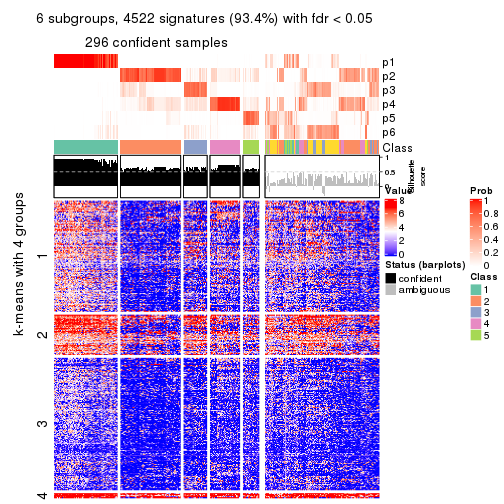 6 subgroups, 4522 signatures (93.4%) with fdr < 0.05
296 confident samples
p1
p2
p3
p4
p5
p6
Class
1
0.5
0
Silhouette
score
k-means with 4 groups
1
2
3
4
Value
8
6
4
2
0
Status (barplots)
confident
ambiguous
Prob
1
0.8
0.6
0.4
0.2
0
Class
1
2
3
4
5